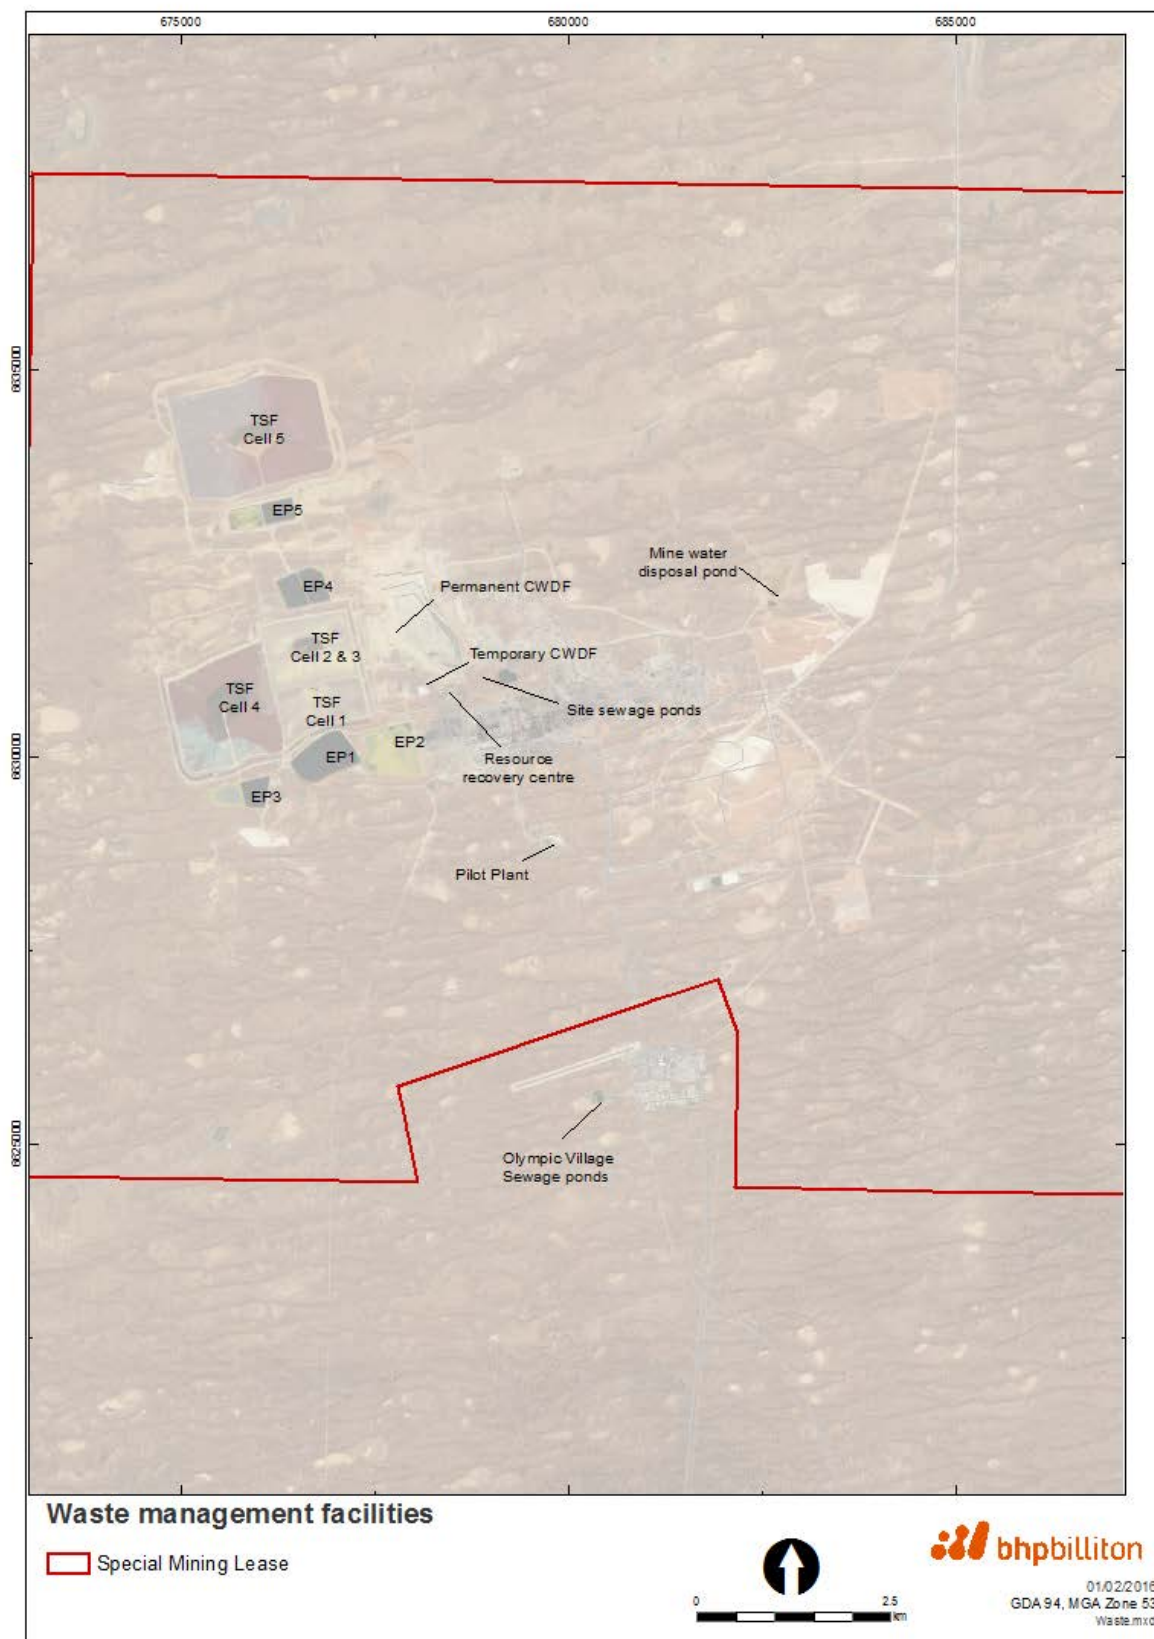 675000
680000
685000
6635000
TSF
Cell 5
EP5
Mine water
disposal pond
EP4
Permanent CWDF
TSF
Cell 2 & 3
Temporary CWDF
TSF
Cell 4
TSF
Cell 1
Site sewage ponds
EP2
6630000
EP1
Resource
recovery centre
EP3
Pilot Plant
6625000
Olympic Village
Sewage ponds
Waste management facilities
Special Mining Lease
bhpbilliton
0
2.5
km
01/02/2016
GDA 94, MGA Zone 53
Waste.mxd